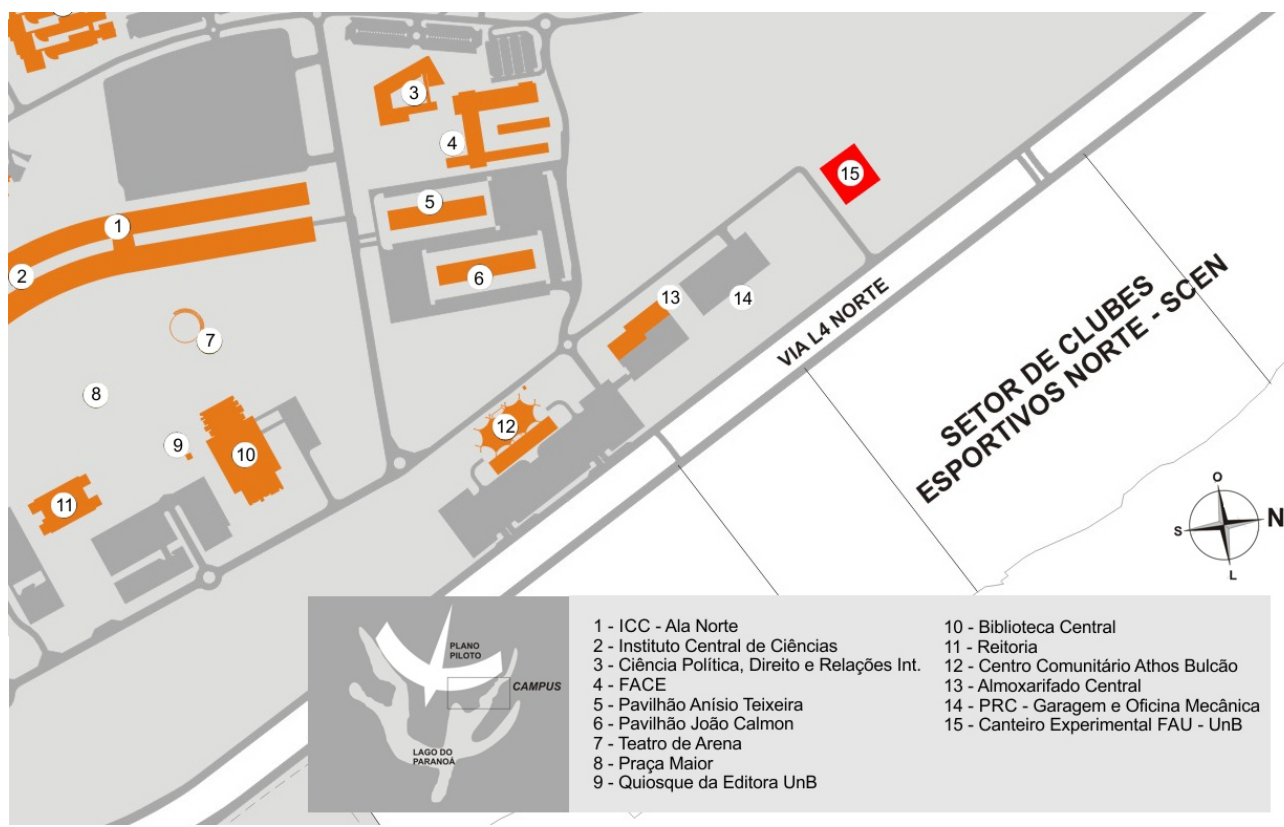 3
4
15
5
1
2
6
13
14
7
VIA L4 NORTE
SETOR DE CLUBES
ESPORTIVOS NORTE - SCEN
8
12
9
10
11
O
S
N
L
PLANO
PILOTO
CAMPUS
LAGO DO
PARANOÁ
1 - ICC - Ala Norte
2 - Instituto Central de Ciências
3 - Ciência Política, Direito e Relações Int.
4 - FACE
5 - Pavilhão Anísio Teixeira
6 - Pavilhão João Calmon
7 - Teatro de Arena
8 - Praça Maior
9 - Quiosque da Editora UnB
10 - Biblioteca Central
11 - Reitoria
12 - Centro Comunitário Athos Bulcão
13 - Almoxarifado Central
14 - PRC - Garagem e Oficina Mecânica
15 - Canteiro Experimental FAU - UnB